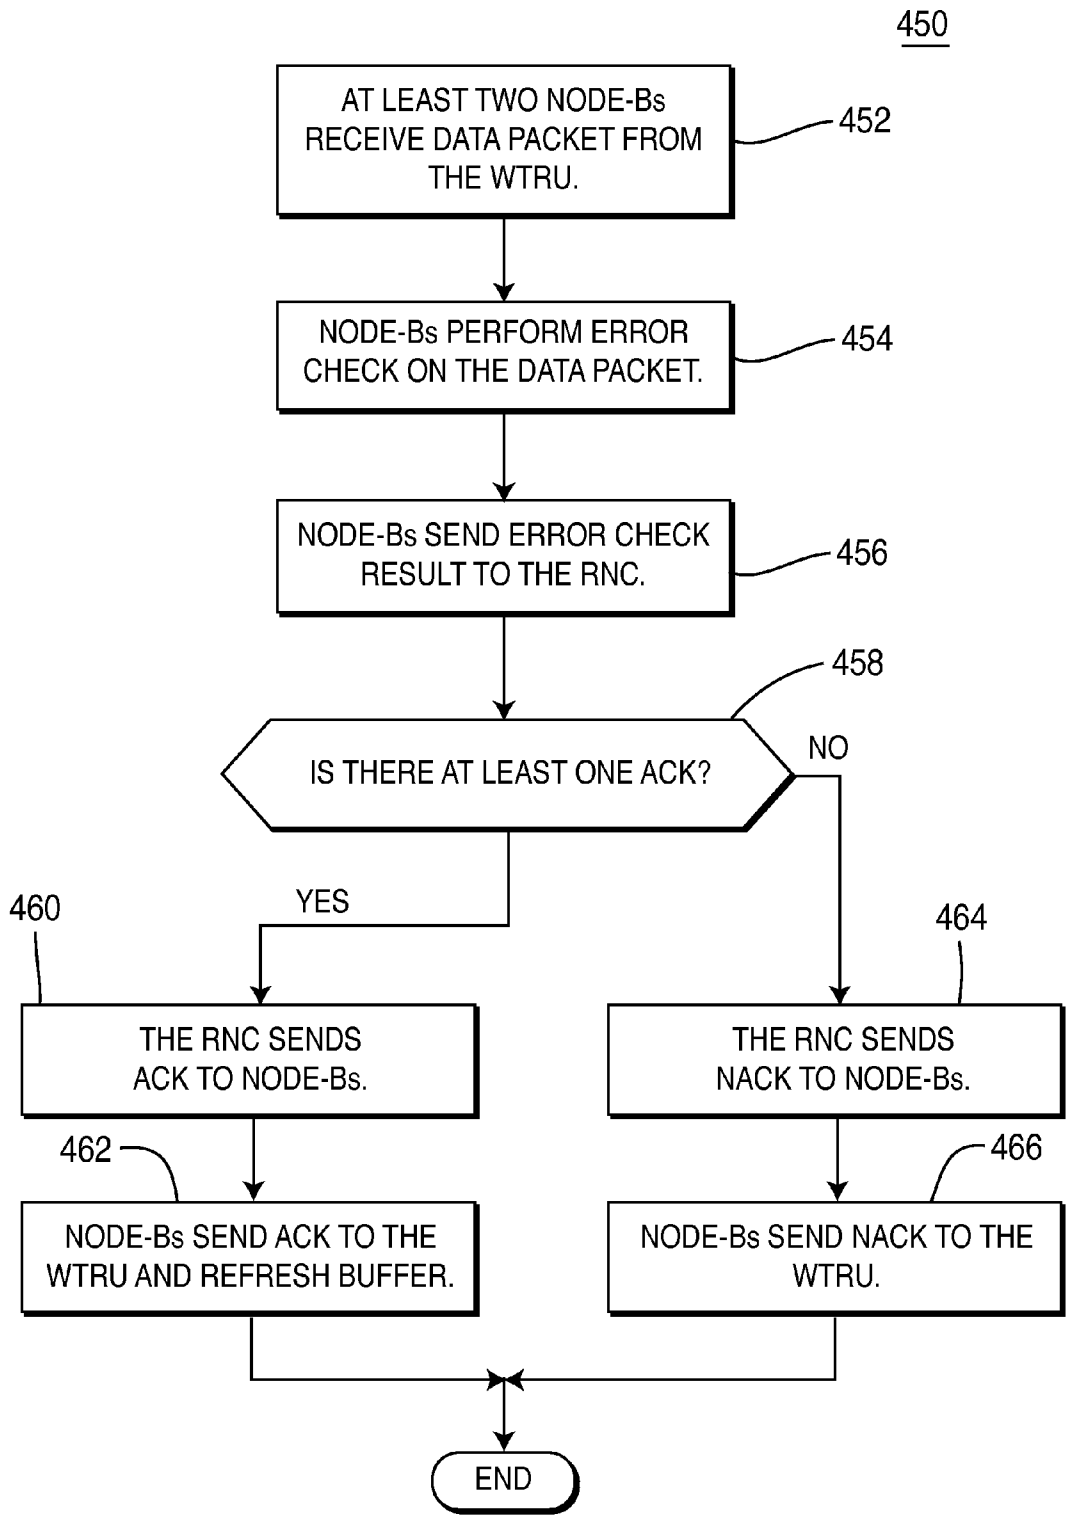 450
AT LEAST TWO NODE-Bs
RECEIVE DATA PACKET FROM
THE WTRU.
452
NODE-Bs PERFORM ERROR
CHECK ON THE DATA PACKET.
454
NODE-Bs SEND ERROR CHECK
RESULT TO THE RNC.
456
458
IS THERE AT LEAST ONE ACK?
NO
YES
460
THE RNC SENDS
ACK TO NODE-Bs.
464
THE RNC SENDS
NACK TO NODE-Bs.
462
NODE-Bs SEND ACK TO THE
WTRU AND REFRESH BUFFER.
466
NODE-Bs SEND NACK TO THE
WTRU.
END